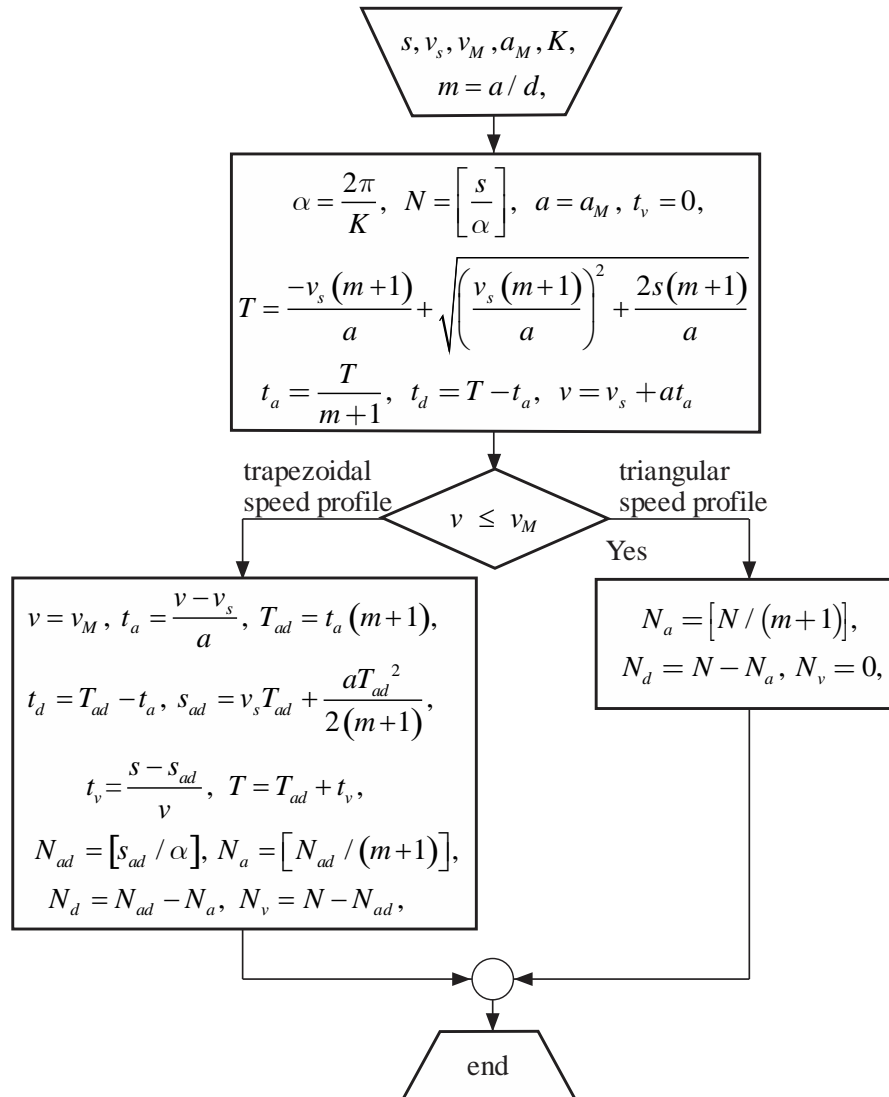 s, v_s, v_M, a_M, K,
m = a / d,
α = 2π/K, N = [s/α], a = a_M, t_v = 0,
T = -v_s(m+1)/a + √((v_s(m+1)/a)² + 2s(m+1)/a)
t_a = T/(m+1), t_d = T − t_a, v = v_s + at_a
trapezoidal
speed profile
triangular
speed profile
v ≤ v_M
Yes
v = v_M, t_a = (v − v_s)/a, T_ad = t_a(m+1),
t_d = T_ad − t_a, s_ad = v_s T_ad + aT_ad²/(2(m+1)),
t_v = (s − s_ad)/v, T = T_ad + t_v,
N_ad = [s_ad / α], N_a = [N_ad / (m+1)],
N_d = N_ad − N_a, N_v = N − N_ad,
N_a = [N / (m+1)],
N_d = N − N_a, N_v = 0,
end